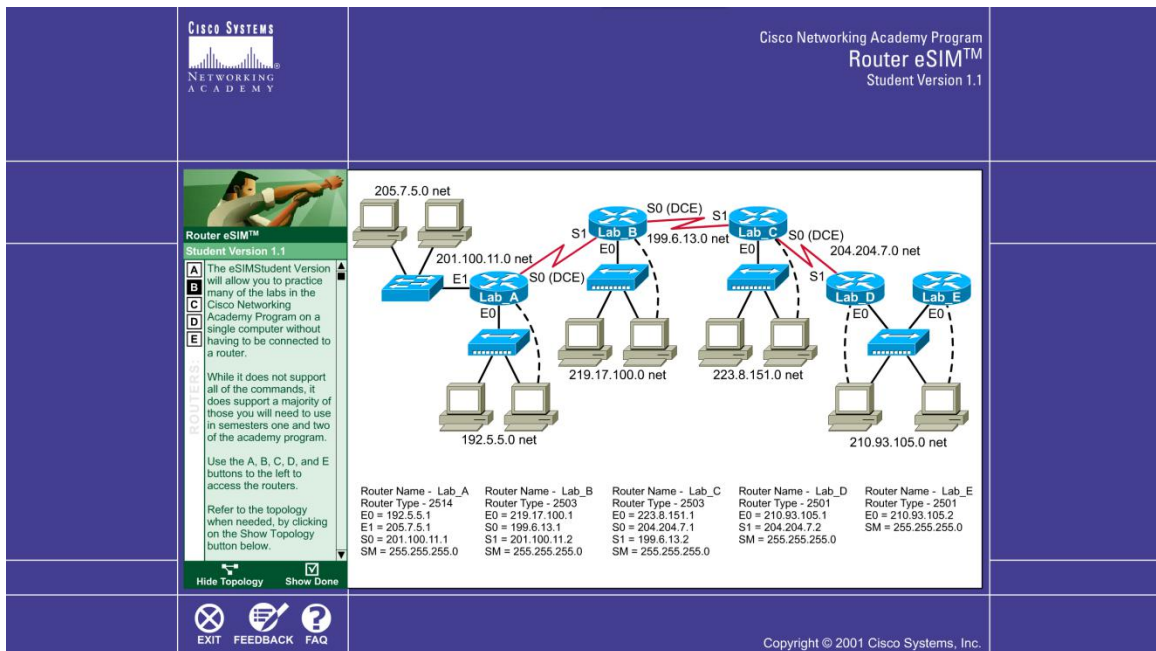 CISCO SYSTEMS
NETWORKING
ACADEMY
Cisco Networking Academy Program
Router eSIM™
Student Version 1.1
Router eSIM™
Student Version 1.1
A
B
C
D
E
ROUTERS:
The eSIMStudent Version
will allow you to practice
many of the labs in the
Cisco Networking
Academy Program on a
single computer without
having to be connected to
a router.
While it does not support
all of the commands, it
does support a majority of
those you will need to use
in semesters one and two
of the academy program.
Use the A, B, C, D, and E
buttons to the left to
access the routers.
Refer to the topology
when needed, by clicking
on the Show Topology
button below.
Hide Topology
Show Done
205.7.5.0 net
201.100.11.0 net
E1
Lab_A
E0
S0 (DCE)
192.5.5.0 net
S1
Lab_B
E0
S0 (DCE)
199.6.13.0 net
219.17.100.0 net
S1
Lab_C
E0
S0 (DCE)
204.204.7.0 net
223.8.151.0 net
S1
Lab_D
E0
Lab_E
E0
210.93.105.0 net
Router Name - Lab_A
Router Type - 2514
E0 = 192.5.5.1
E1 = 205.7.5.1
S0 = 201.100.11.1
SM = 255.255.255.0
Router Name - Lab_B
Router Type - 2503
E0 = 219.17.100.1
S0 = 199.6.13.1
S1 = 201.100.11.2
SM = 255.255.255.0
Router Name - Lab_C
Router Type - 2503
E0 = 223.8.151.1
S0 = 204.204.7.1
S1 = 199.6.13.2
SM = 255.255.255.0
Router Name - Lab_D
Router Type - 2501
E0 = 210.93.105.1
S1 = 204.204.7.2
SM = 255.255.255.0
Router Name - Lab_E
Router Type - 2501
E0 = 210.93.105.2
SM = 255.255.255.0
EXIT
FEEDBACK
FAQ
Copyright © 2001 Cisco Systems, Inc.